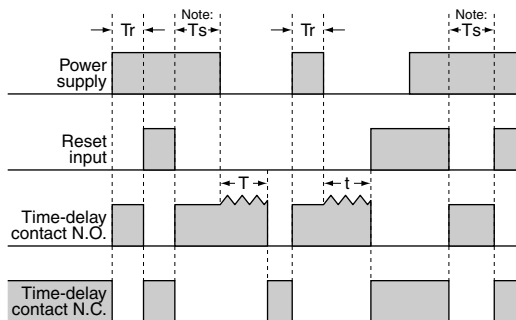 Note:
Note:
Tr
Ts
Tr
Ts
Power
supply
Reset
input
T
t
Time-delay
contact N.O.
Time-delay
contact N.C.